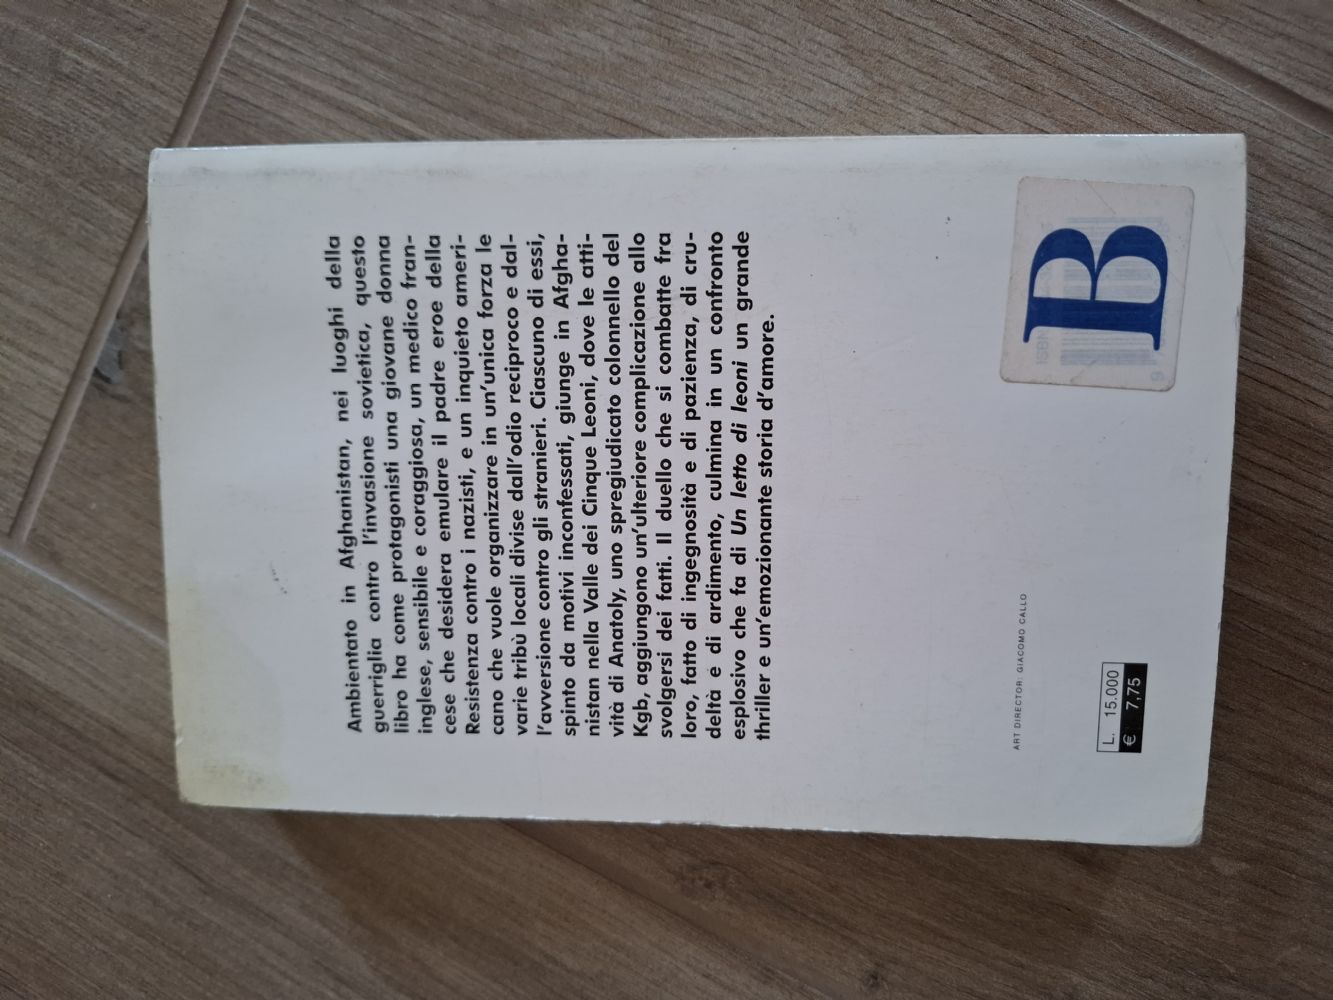 Ambientato in Afghanistan, nei luoghi della
guerriglia contro l'invasione sovietica, questo
libro ha come protagonisti una giovane donna
inglese, sensibile e coraggiosa, un medico fran-
cese che desidera emulare il padre eroe della
Resistenza contro i nazisti, e un inquieto ameri-
cano che vuole organizzare in un'unica forza le
varie tribù locali divise dall'odio reciproco e dal-
l'avversione contro gli stranieri. Ciascuno di essi,
spinto da motivi inconfessati, giunge in Afgha-
nistan nella Valle dei Cinque Leoni, dove le atti-
vità di Anatoly, uno spregiudicato colonnello del
Kgb, aggiungono un'ulteriore complicazione allo
svolgersi dei fatti. Il duello che si combatte fra
loro, fatto di ingegnosità e di pazienza, di cru-
deltà e di ardimento, culmina in un confronto
esplosivo che fa di Un letto di leoni un grande
thriller e un'emozionante storia d'amore.
ART DIRECTOR: GIACOMO CALLO
L. 15.000
€ 7,75
B
ISBN
9